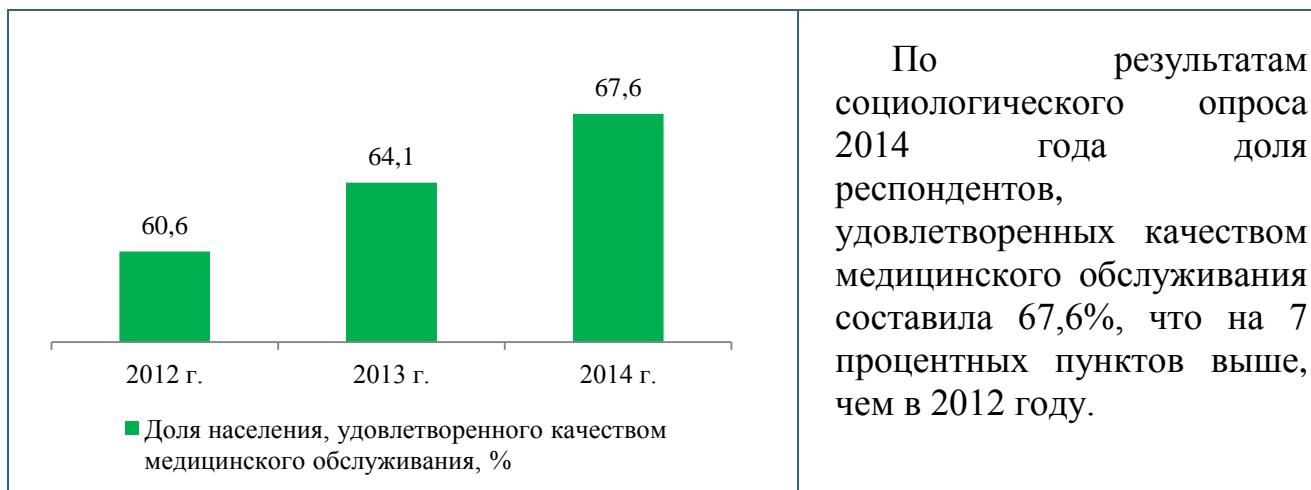 67,6
64,1
60,6
2012 г.
2013 г.
2014 г.
Доля населения, удовлетворенного качеством
медицинского обслуживания, %
По результатам
социологического опроса
2014 года доля
респондентов,
удовлетворенных качеством
медицинского обслуживания
составила 67,6%, что на 7
процентных пунктов выше,
чем в 2012 году.